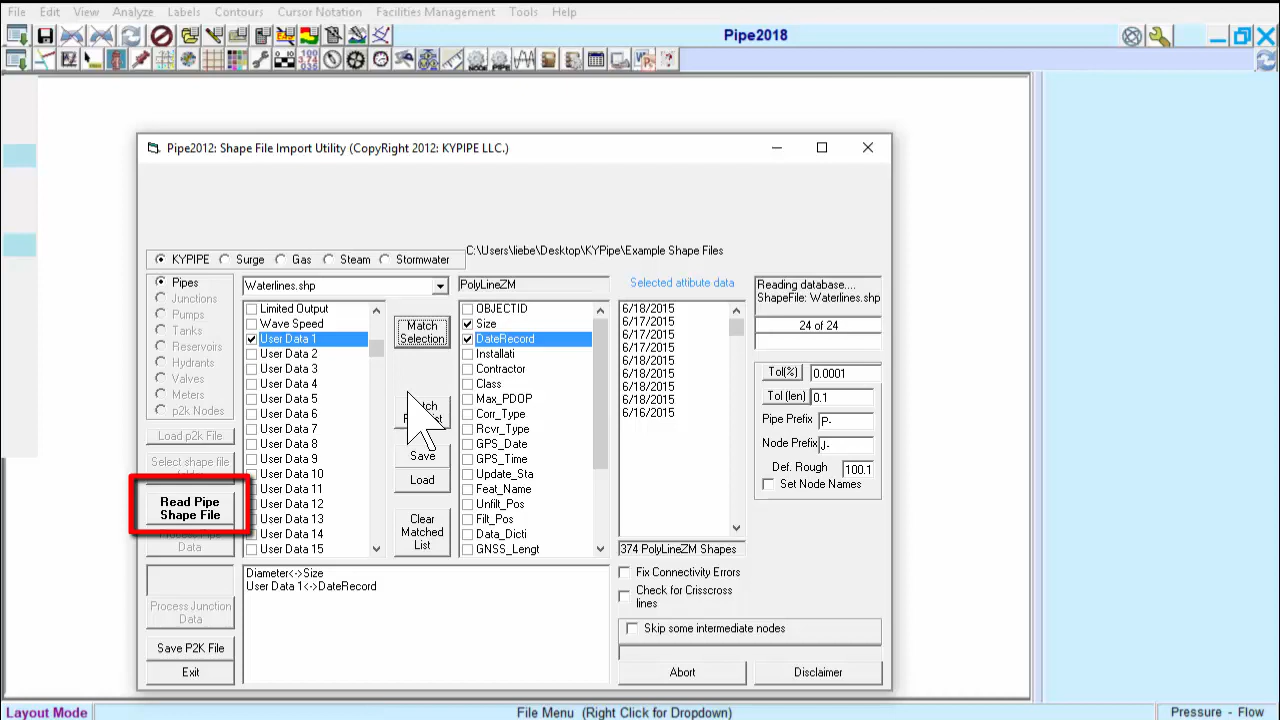 File Edit View Analyze Labels Contours Cursor Notation Facilities Management Tools Help
Pipe2018
Pipe2012: Shape File Import Utility (CopyRight 2012: KYPIPE LLC.)
C:\Users\liebe\Desktop\KYPipe\Example Shape Files
KYPIPE Surge Gas Steam Stormwater
Pipes
Junctions
Pumps
Tanks
Reservoirs
Hydrants
Valves
Meters
p2k Nodes
Load p2k File
Select shape file
Read Pipe
Shape File
Data
Process Junction
Data
Save P2K File
Exit
Waterlines.shp
Limited Output
Wave Speed
User Data 1
User Data 2
User Data 3
User Data 4
User Data 5
User Data 6
User Data 7
User Data 8
User Data 9
User Data 10
User Data 11
User Data 12
User Data 13
User Data 14
User Data 15
Match
Selection
Save
Load
Clear
Matched
List
PolyLineZM
OBJECTID
Size
DateRecord
Installati
Contractor
Class
Max_PDOP
Corr_Type
Rcvr_Type
GPS_Date
GPS_Time
Update_Sta
Feat_Name
Unfilt_Pos
Filt_Pos
Data_Dicti
GNSS_Lengt
Selected attibute data
6/18/2015
6/17/2015
6/17/2015
6/17/2015
6/18/2015
6/18/2015
6/18/2015
6/18/2015
6/16/2015
374 PolyLineZM Shapes
Reading database....
ShapeFile: Waterlines.shp
24 of 24
Tol(%) 0.0001
Tol (len) 0.1
Pipe Prefix P-
Node Prefix J-
Def. Rough 100.1
Set Node Names
Diameter<->Size
User Data 1<->DateRecord
Fix Connectivity Errors
Check for Crisscross
lines
Skip some intermediate nodes
Abort
Disclaimer
Layout Mode
File Menu (Right Click for Dropdown)
Pressure - Flow